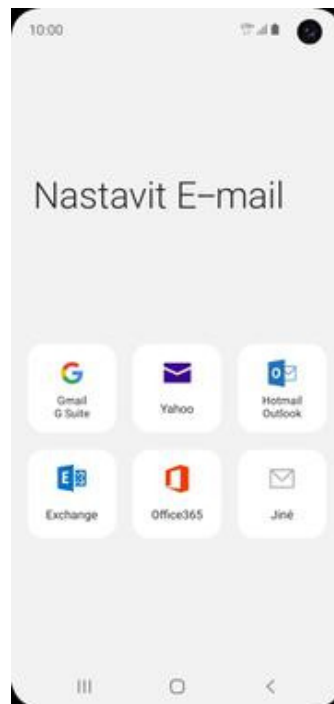 10:00
Nastavit E-mail
Gmail
G Suite
Yahoo
Hotmail
Outlook
Exchange
Office365
Jiné